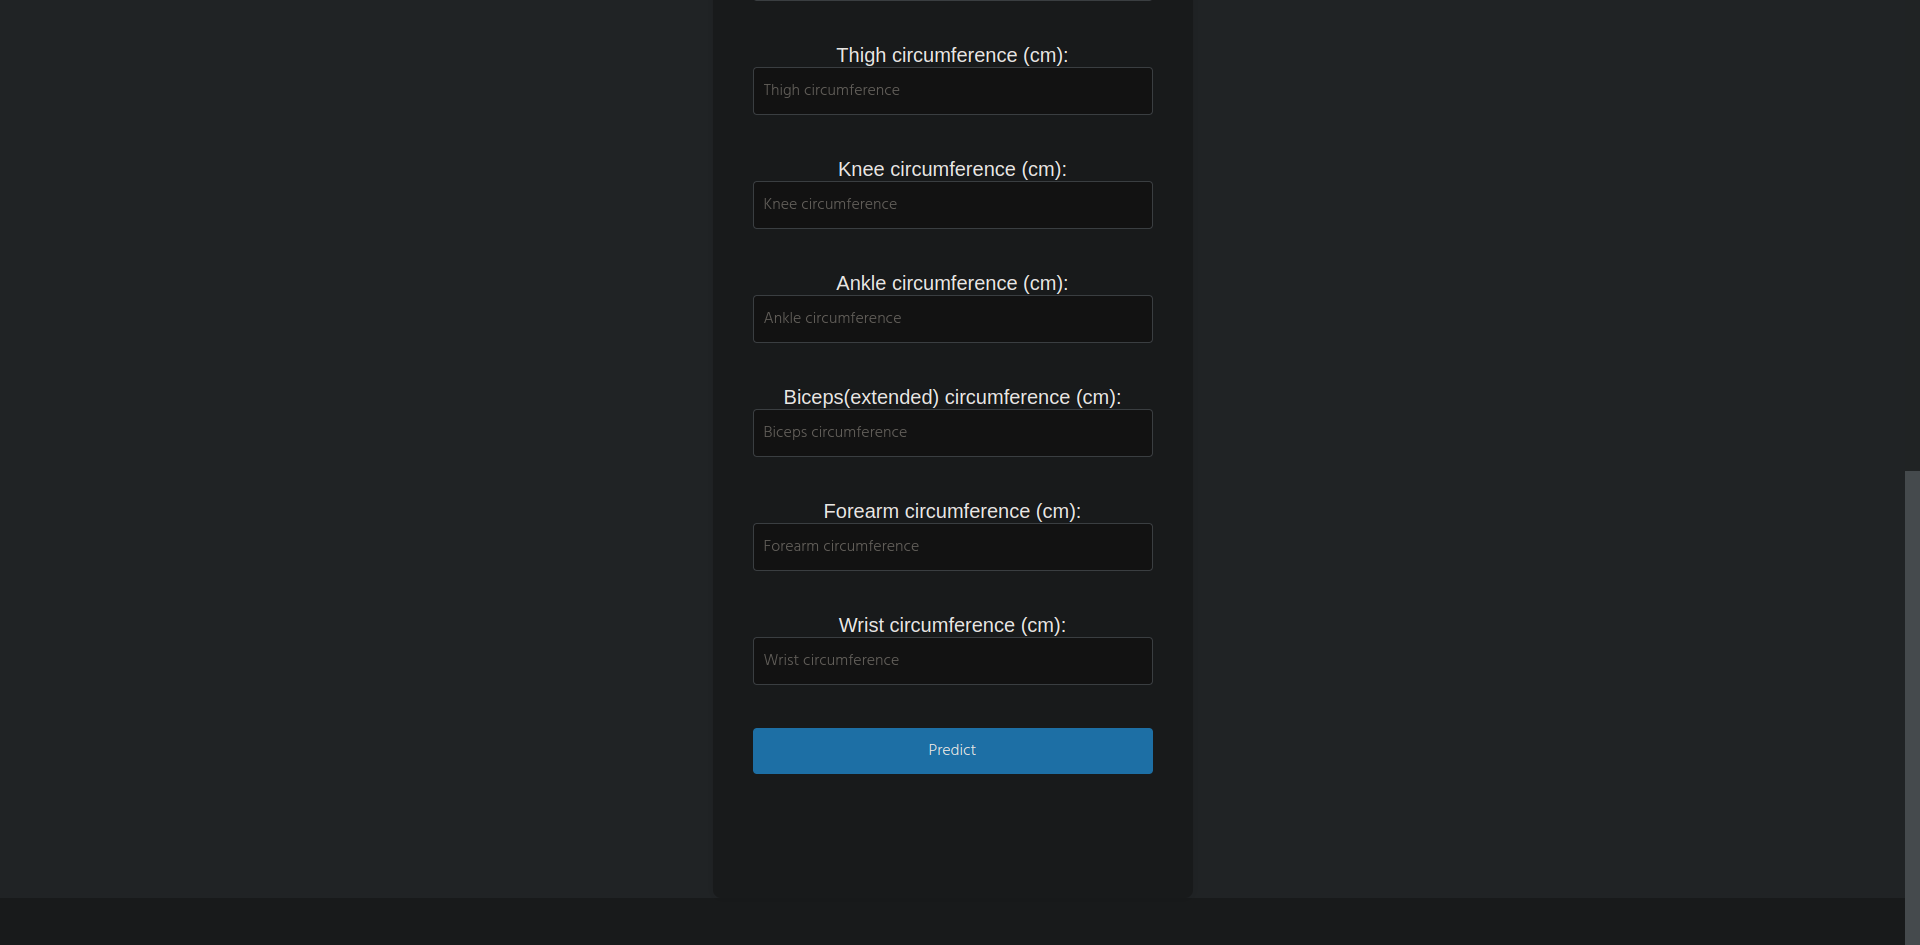 Thigh circumference (cm):
Thigh circumference
Knee circumference (cm):
Knee circumference
Ankle circumference (cm):
Ankle circumference
Biceps(extended) circumference (cm):
Biceps circumference
Forearm circumference (cm):
Forearm circumference
Wrist circumference (cm):
Wrist circumference
Predict